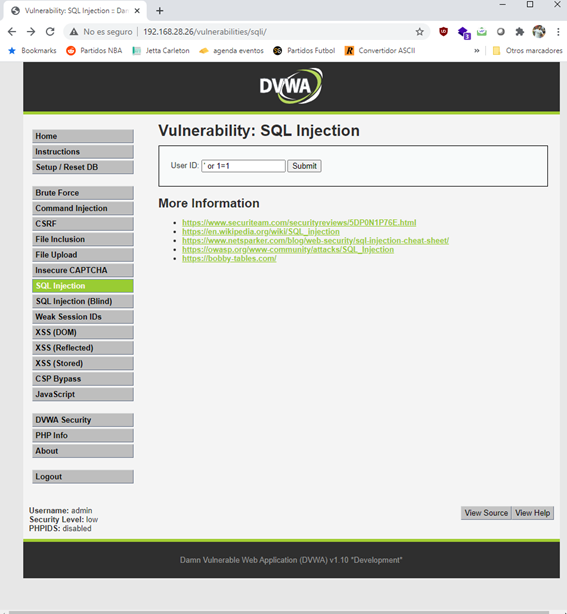 Vulnerability: SQL Injection :: Dam
No es seguro | 192.168.28.26/vulnerabilities/sqli/
3
Bookmarks Partidos NBA Jetta Carleton agenda eventos Partidos Futbol R Convertidor ASCII » Otros marcadores
DVWA
Home
Instructions
Setup / Reset DB
Brute Force
Command Injection
CSRF
File Inclusion
File Upload
Insecure CAPTCHA
SQL Injection
SQL Injection (Blind)
Weak Session IDs
XSS (DOM)
XSS (Reflected)
XSS (Stored)
CSP Bypass
JavaScript
DVWA Security
PHP Info
About
Logout
Vulnerability: SQL Injection
User ID: ' or 1=1 Submit
More Information
https://www.securiteam.com/securityreviews/5DP0N1P76E.html
https://en.wikipedia.org/wiki/SQL_injection
https://www.netsparker.com/blog/web-security/sql-injection-cheat-sheet/
https://owasp.org/www-community/attacks/SQL_Injection
https://bobby-tables.com/
Username: admin
Security Level: low
PHPIDS: disabled
View Source View Help
Damn Vulnerable Web Application (DVWA) v1.10 *Development*